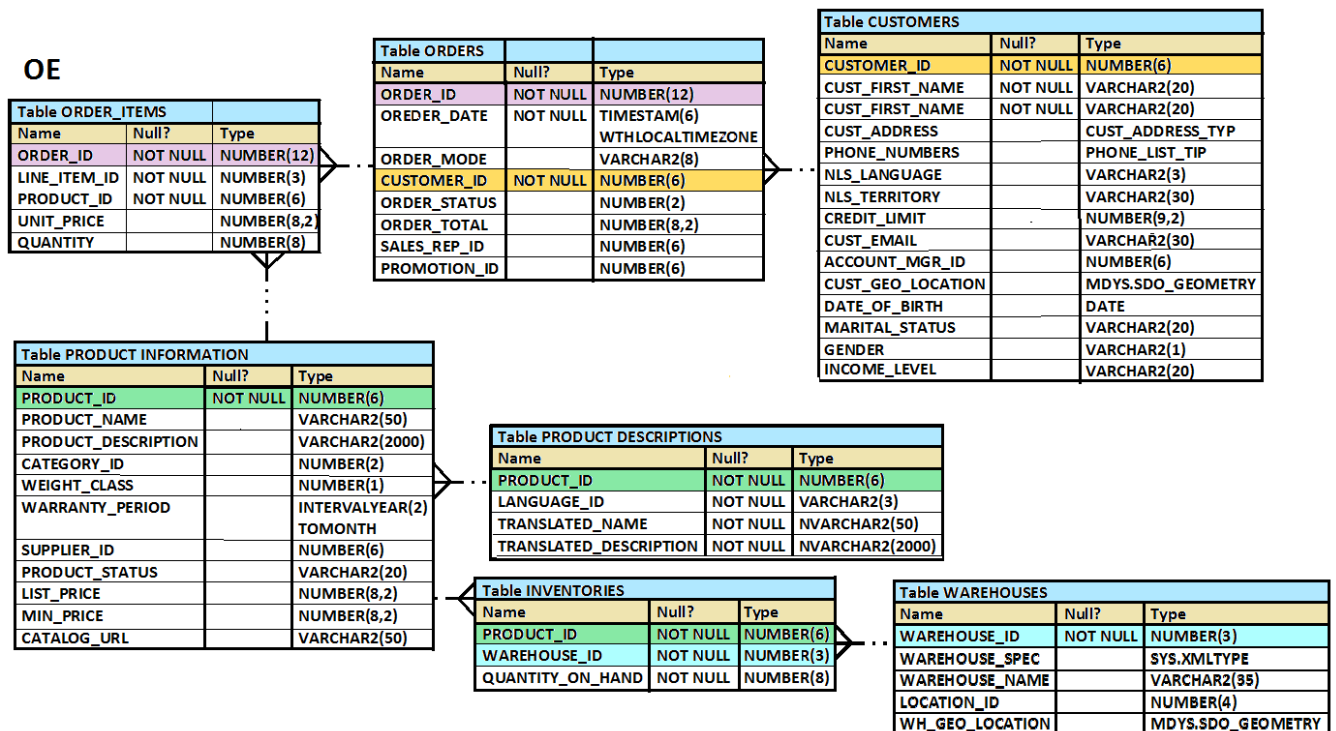 OE
Table ORDER_ITEMS
Name Null? Type
ORDER_ID NOT NULL NUMBER(12)
LINE_ITEM_ID NOT NULL NUMBER(3)
PRODUCT_ID NOT NULL NUMBER(6)
UNIT_PRICE NUMBER(8,2)
QUANTITY NUMBER(8)
Table ORDERS
Name Null? Type
ORDER_ID NOT NULL NUMBER(12)
OREDER_DATE NOT NULL TIMESTAM(6)
WTHLOCALTIMEZONE
ORDER_MODE VARCHAR2(8)
CUSTOMER_ID NOT NULL NUMBER(6)
ORDER_STATUS NUMBER(2)
ORDER_TOTAL NUMBER(8,2)
SALES_REP_ID NUMBER(6)
PROMOTION_ID NUMBER(6)
Table CUSTOMERS
Name Null? Type
CUSTOMER_ID NOT NULL NUMBER(6)
CUST_FIRST_NAME NOT NULL VARCHAR2(20)
CUST_FIRST_NAME NOT NULL VARCHAR2(20)
CUST_ADDRESS CUST_ADDRESS_TYP
PHONE_NUMBERS PHONE_LIST_TIP
NLS_LANGUAGE VARCHAR2(3)
NLS_TERRITORY VARCHAR2(30)
CREDIT_LIMIT NUMBER(9,2)
CUST_EMAIL VARCHAR2(30)
ACCOUNT_MGR_ID NUMBER(6)
CUST_GEO_LOCATION MDYS.SDO_GEOMETRY
DATE_OF_BIRTH DATE
MARITAL_STATUS VARCHAR2(20)
GENDER VARCHAR2(1)
INCOME_LEVEL VARCHAR2(20)
Table PRODUCT INFORMATION
Name Null? Type
PRODUCT_ID NOT NULL NUMBER(6)
PRODUCT_NAME VARCHAR2(50)
PRODUCT_DESCRIPTION VARCHAR2(2000)
CATEGORY_ID NUMBER(2)
WEIGHT_CLASS NUMBER(1)
WARRANTY_PERIOD INTERVALYEAR(2)
TOMONTH
SUPPLIER_ID NUMBER(6)
PRODUCT_STATUS VARCHAR2(20)
LIST_PRICE NUMBER(8,2)
MIN_PRICE NUMBER(8,2)
CATALOG_URL VARCHAR2(50)
Table PRODUCT DESCRIPTIONS
Name Null? Type
PRODUCT_ID NOT NULL NUMBER(6)
LANGUAGE_ID NOT NULL VARCHAR2(3)
TRANSLATED_NAME NOT NULL NVARCHAR2(50)
TRANSLATED_DESCRIPTION NOT NULL NVARCHAR2(2000)
Table INVENTORIES
Name Null? Type
PRODUCT_ID NOT NULL NUMBER(6)
WAREHOUSE_ID NOT NULL NUMBER(3)
QUANTITY_ON_HAND NOT NULL NUMBER(8)
Table WAREHOUSES
Name Null? Type
WAREHOUSE_ID NOT NULL NUMBER(3)
WAREHOUSE_SPEC SYS.XMLTYPE
WAREHOUSE_NAME VARCHAR2(35)
LOCATION_ID NUMBER(4)
WH_GEO_LOCATION MDYS.SDO_GEOMETRY